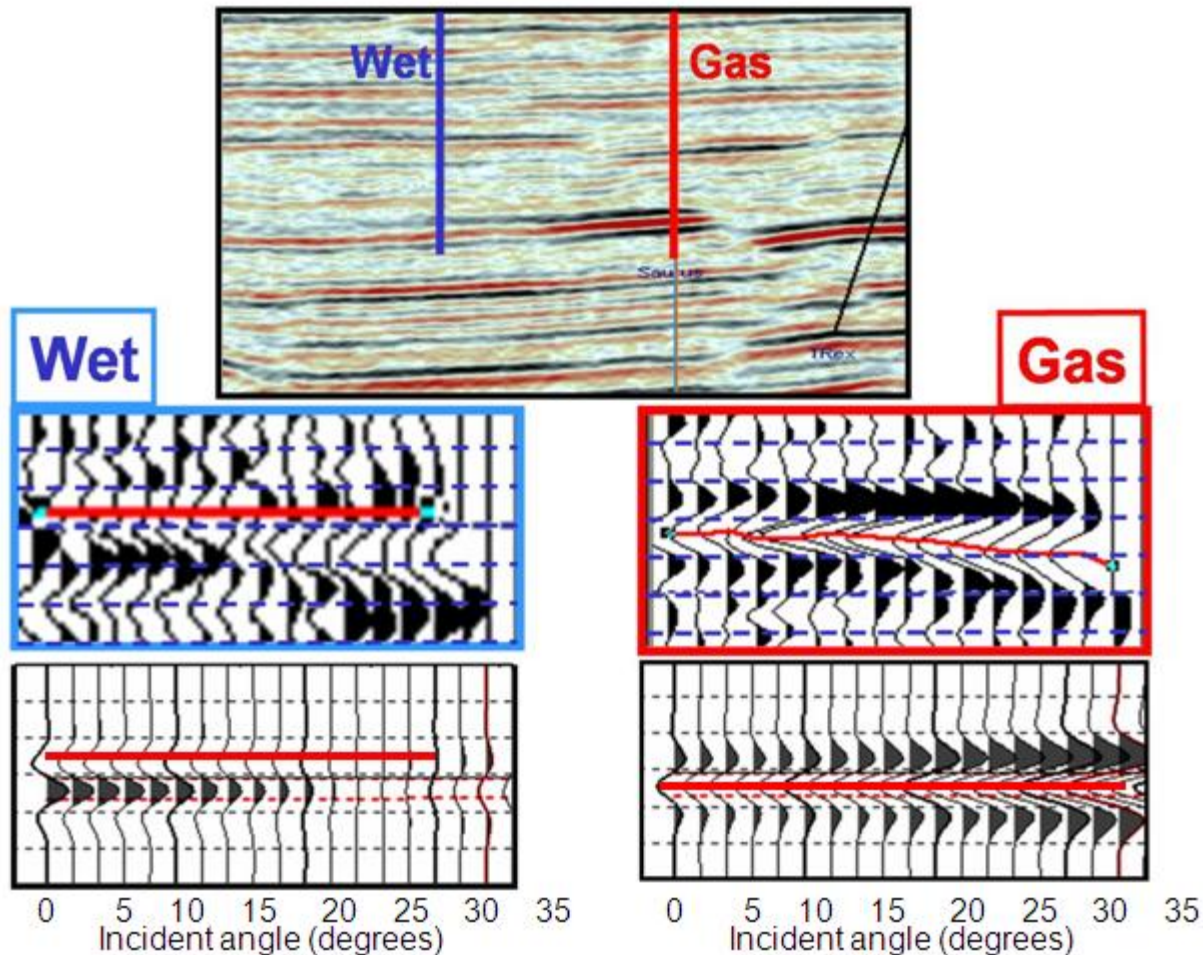 Wet Gas
Saurus
TRex
Wet
Gas
0 5 10 15 20 25 30 35
Incident angle (degrees)
0 5 10 15 20 25 30 35
Incident angle (degrees)